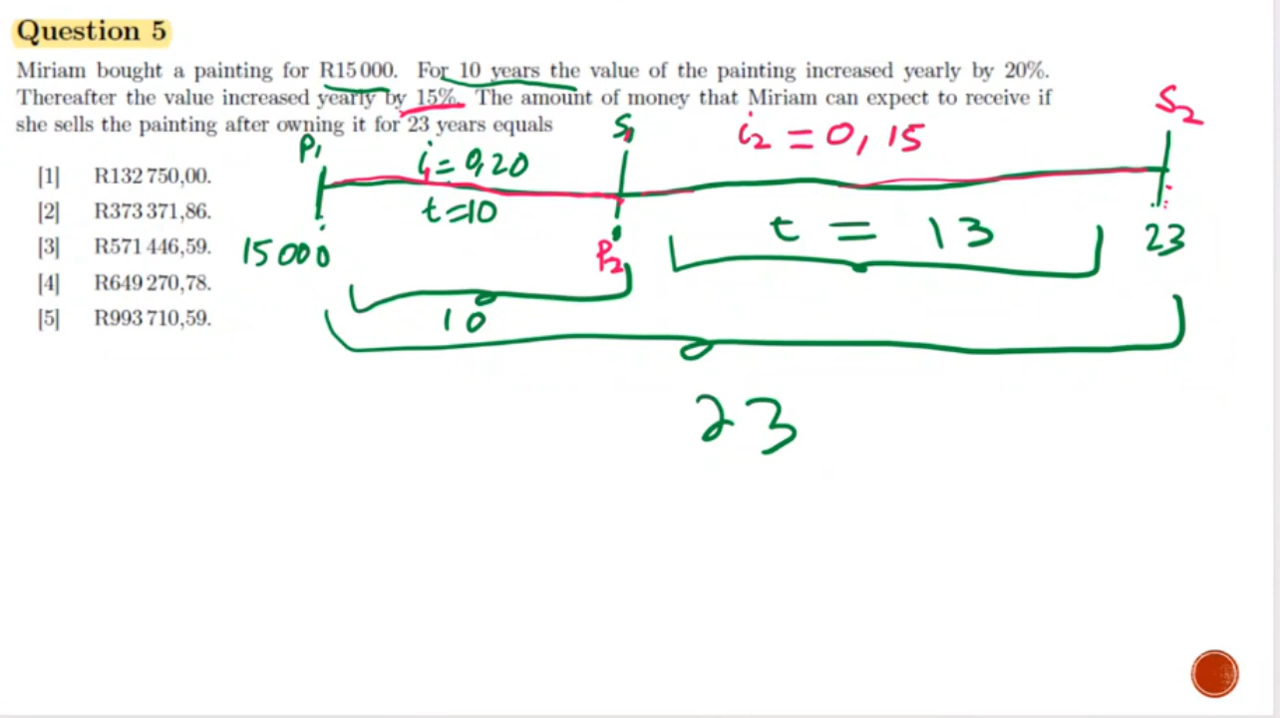 Question 5
Miriam bought a painting for R15 000. For 10 years the value of the painting increased yearly by 20%.
Thereafter the value increased yearly by 15%. The amount of money that Miriam can expect to receive if
she sells the painting after owning it for 23 years equals
[1] R132 750,00.
[2] R373 371,86.
[3] R571 446,59.
[4] R649 270,78.
[5] R993 710,59.
P1
i1 = 0,20
t = 10
15000
S1
P2
i2 = 0,15
t = 13
S2
23
10
23